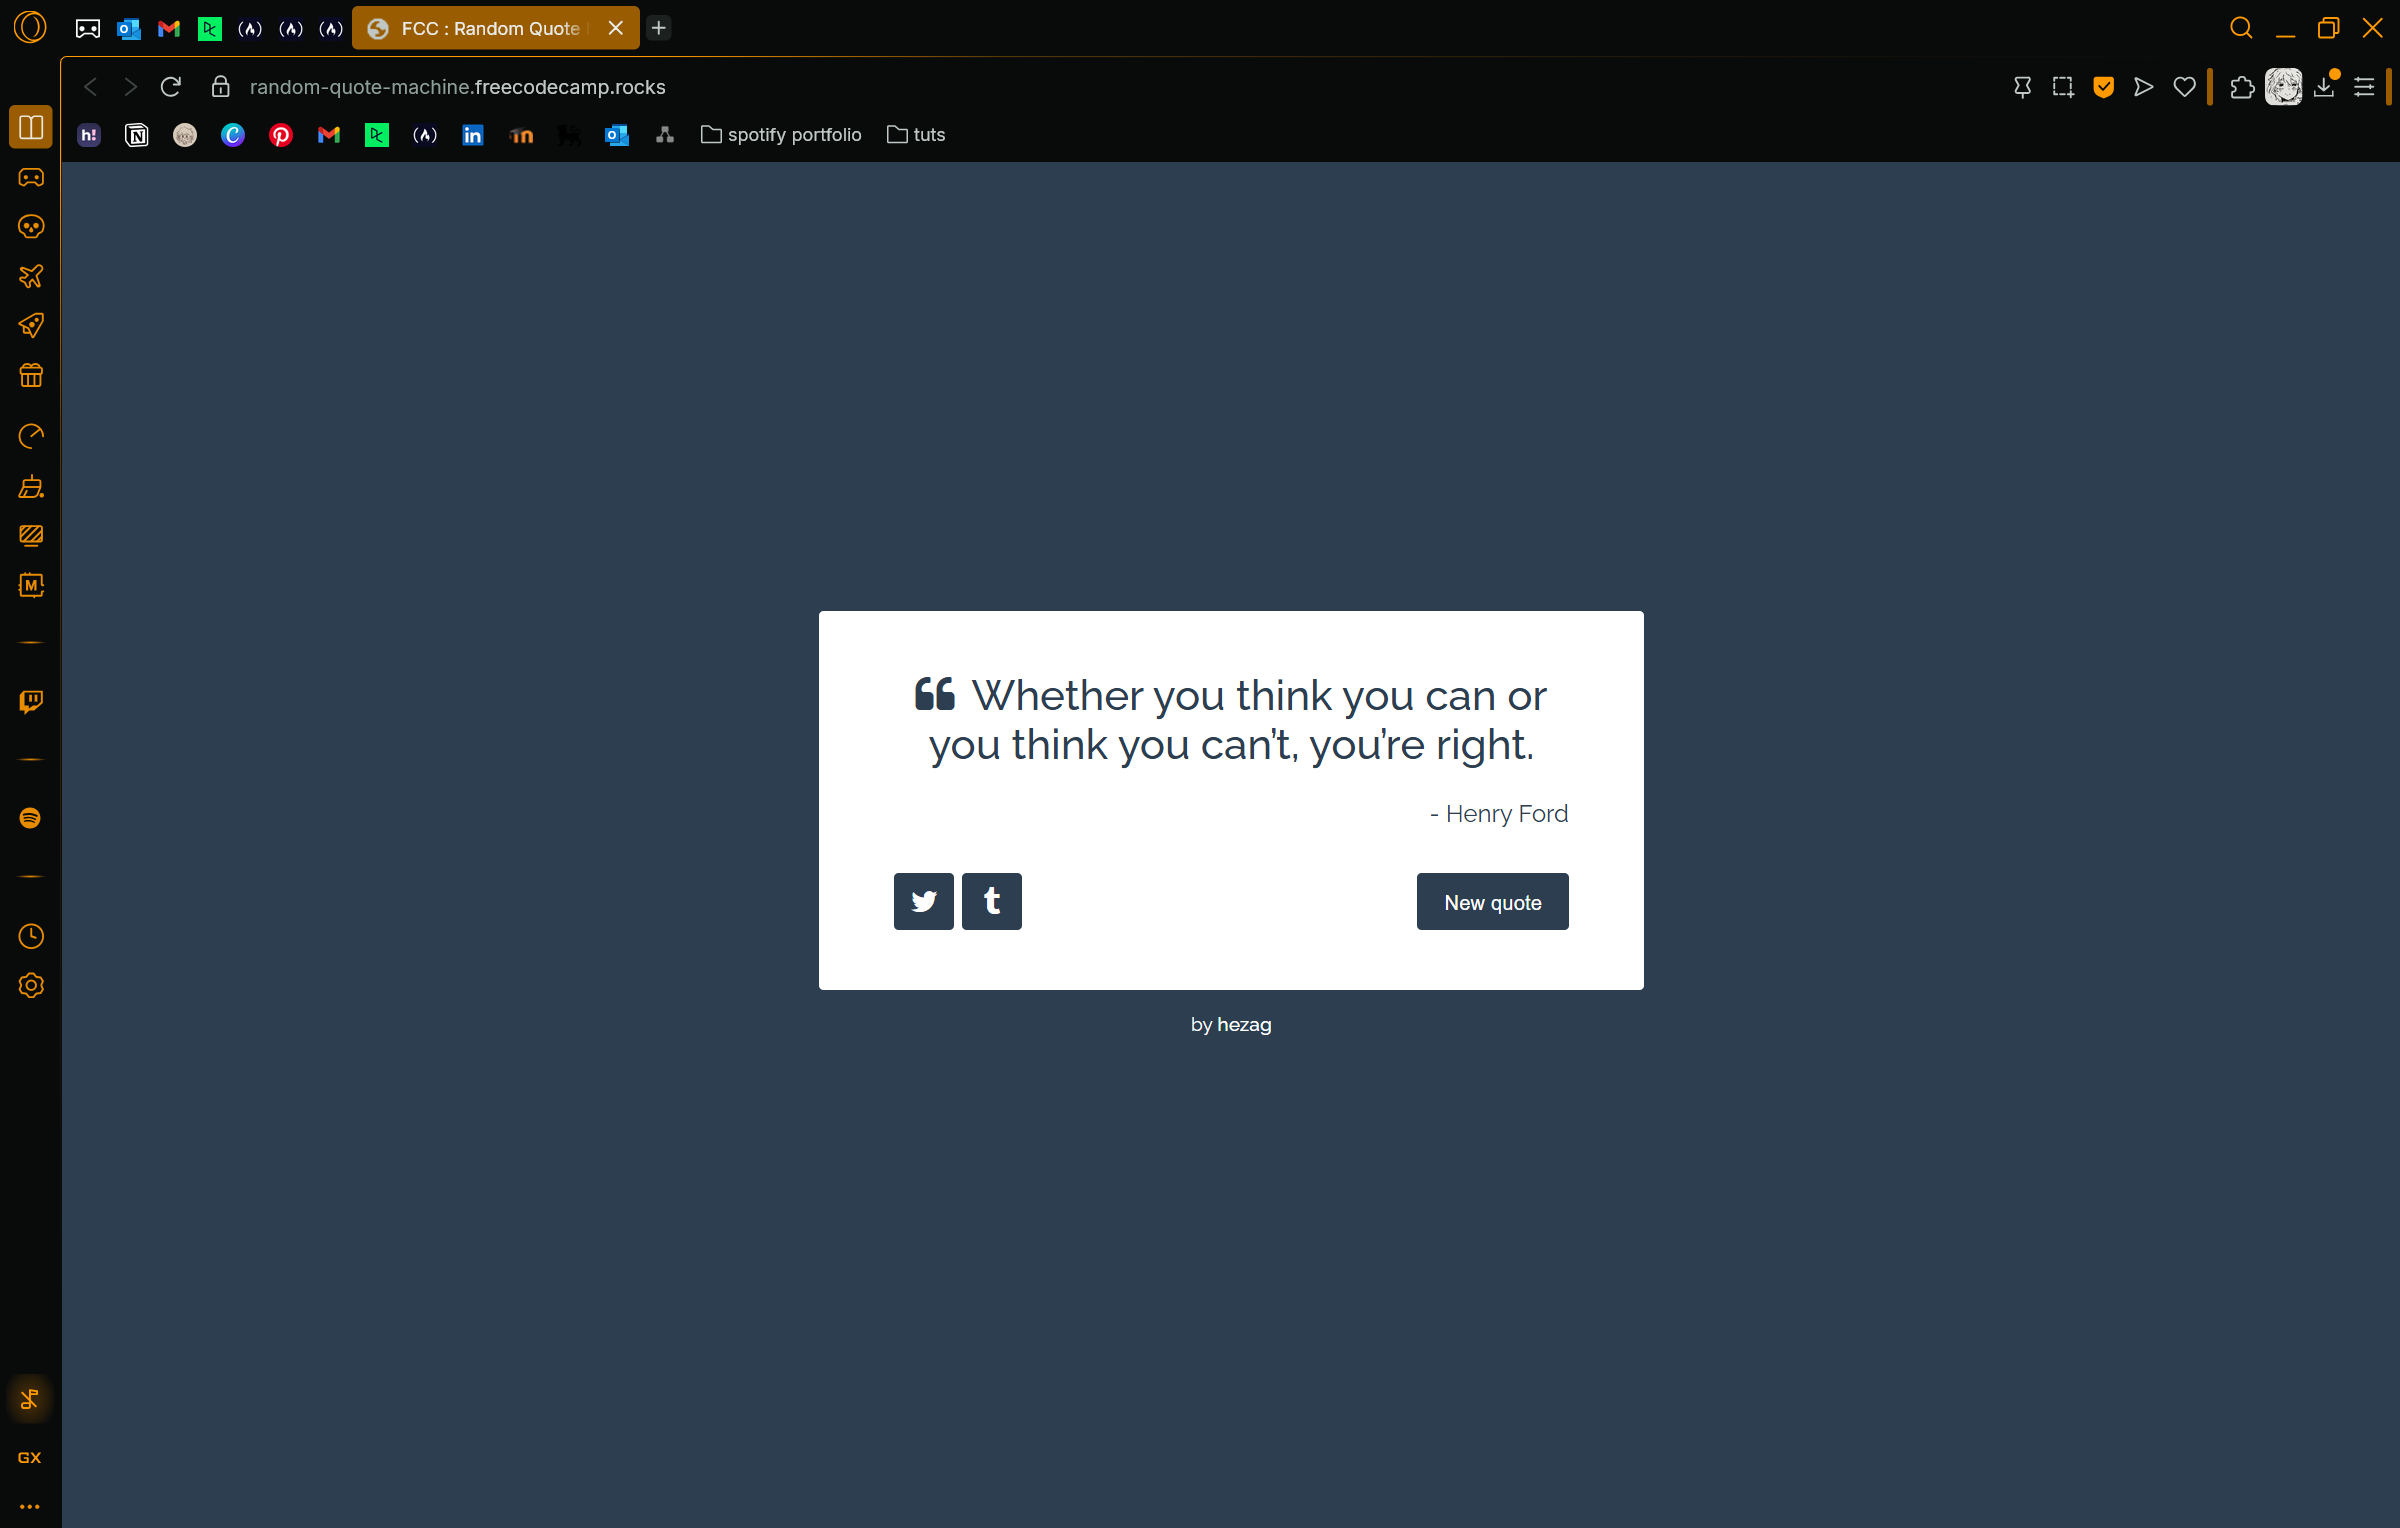 FCC : Random Quote
random-quote-machine.freecodecamp.rocks
h!
in
spotify portfolio
tuts
M
Whether you think you can or
you think you can’t, you’re right.
- Henry Ford
New quote
by hezag
GX